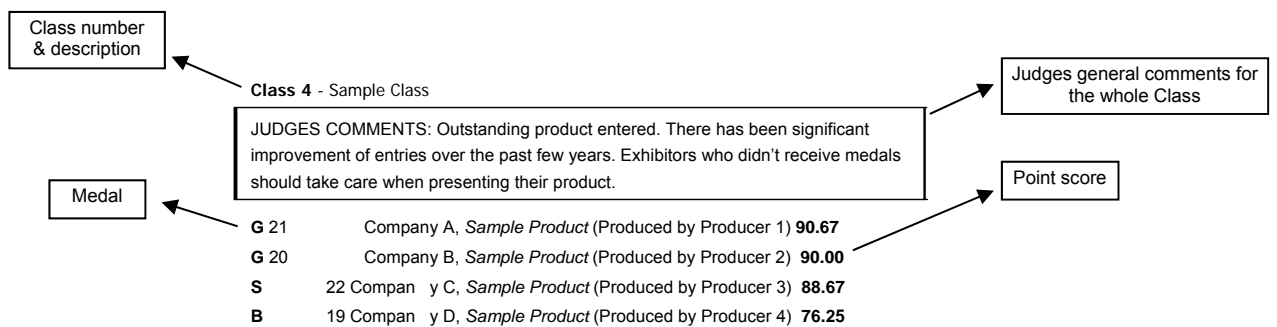 Class number
& description
Class 4 - Sample Class
Judges general comments for
the whole Class
JUDGES COMMENTS: Outstanding product entered. There has been significant
improvement of entries over the past few years. Exhibitors who didn’t receive medals
should take care when presenting their product.
Medal
Point score
G 21 Company A, Sample Product (Produced by Producer 1) 90.67
G 20 Company B, Sample Product (Produced by Producer 2) 90.00
S 22 Compan y C, Sample Product (Produced by Producer 3) 88.67
B 19 Compan y D, Sample Product (Produced by Producer 4) 76.25